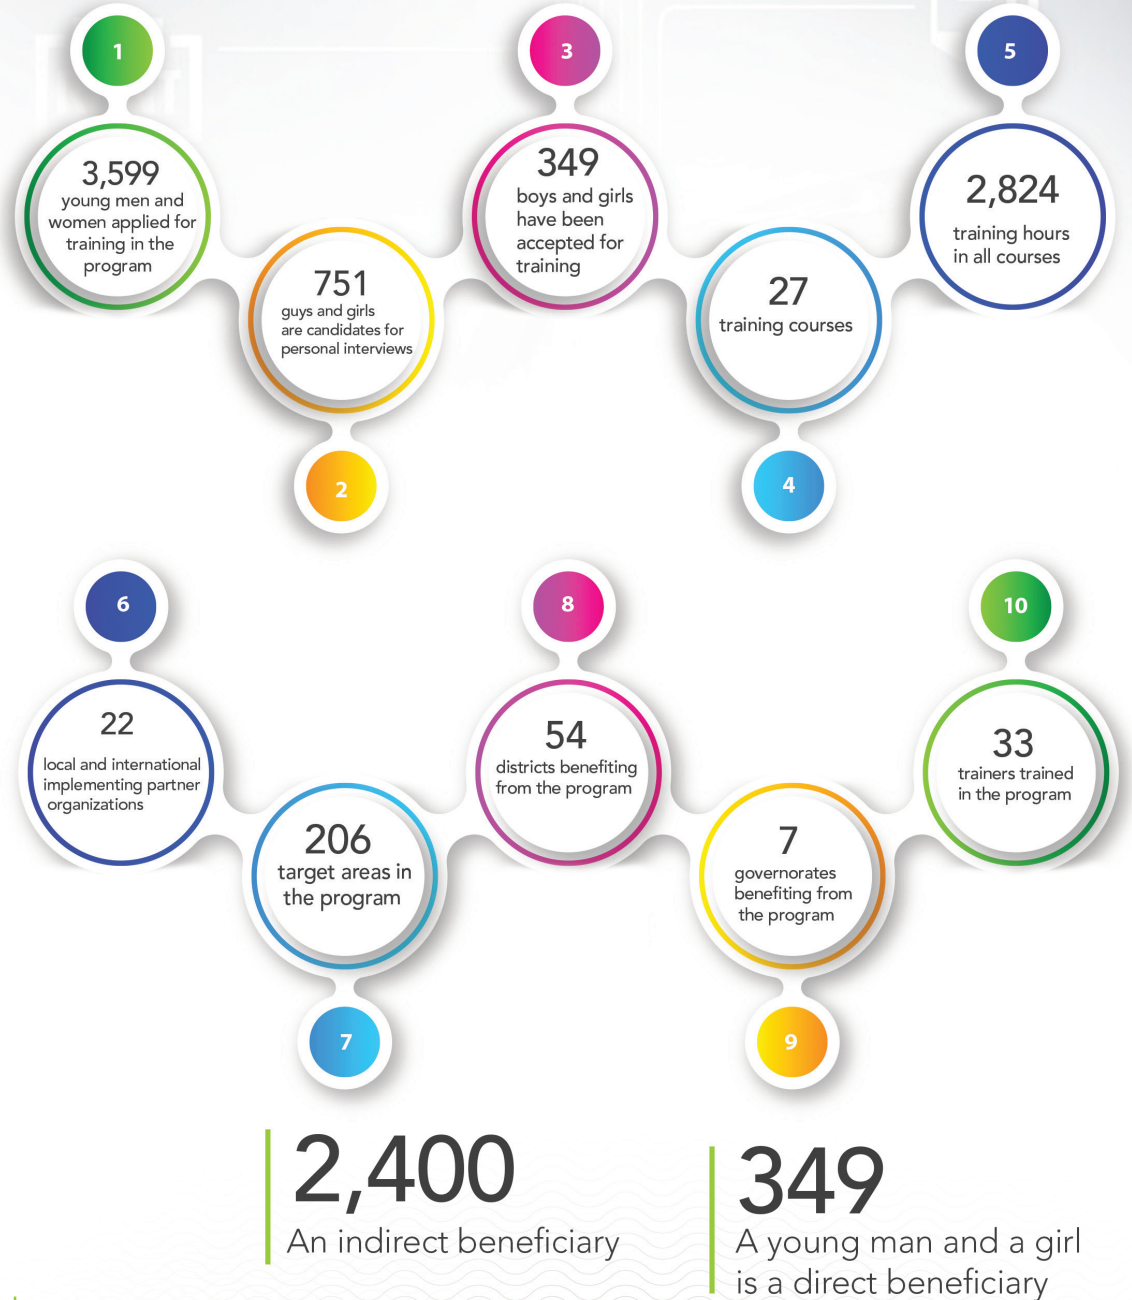 1
3,599
young men and
women applied for
training in the
program
2
751
guys and girls
are candidates for
personal interviews
3
349
boys and girls
have been
accepted for
training
4
27
training courses
5
2,824
training hours
in all courses
6
22
local and international
implementing partner
organizations
7
206
target areas in
the program
8
54
districts benefiting
from the program
9
7
governorates
benefiting from
the program
10
33
trainers trained
in the program
2,400
An indirect beneficiary
349
A young man and a girl
is a direct beneficiary